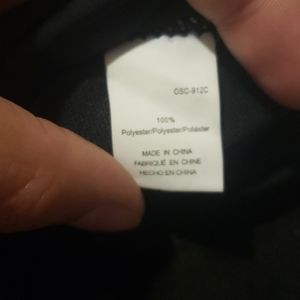 OSC-912C
100%
Polyester/Polyester/Poliéster
MADE IN CHINA
FABRIQUÉ EN CHINE
HECHO EN CHINA